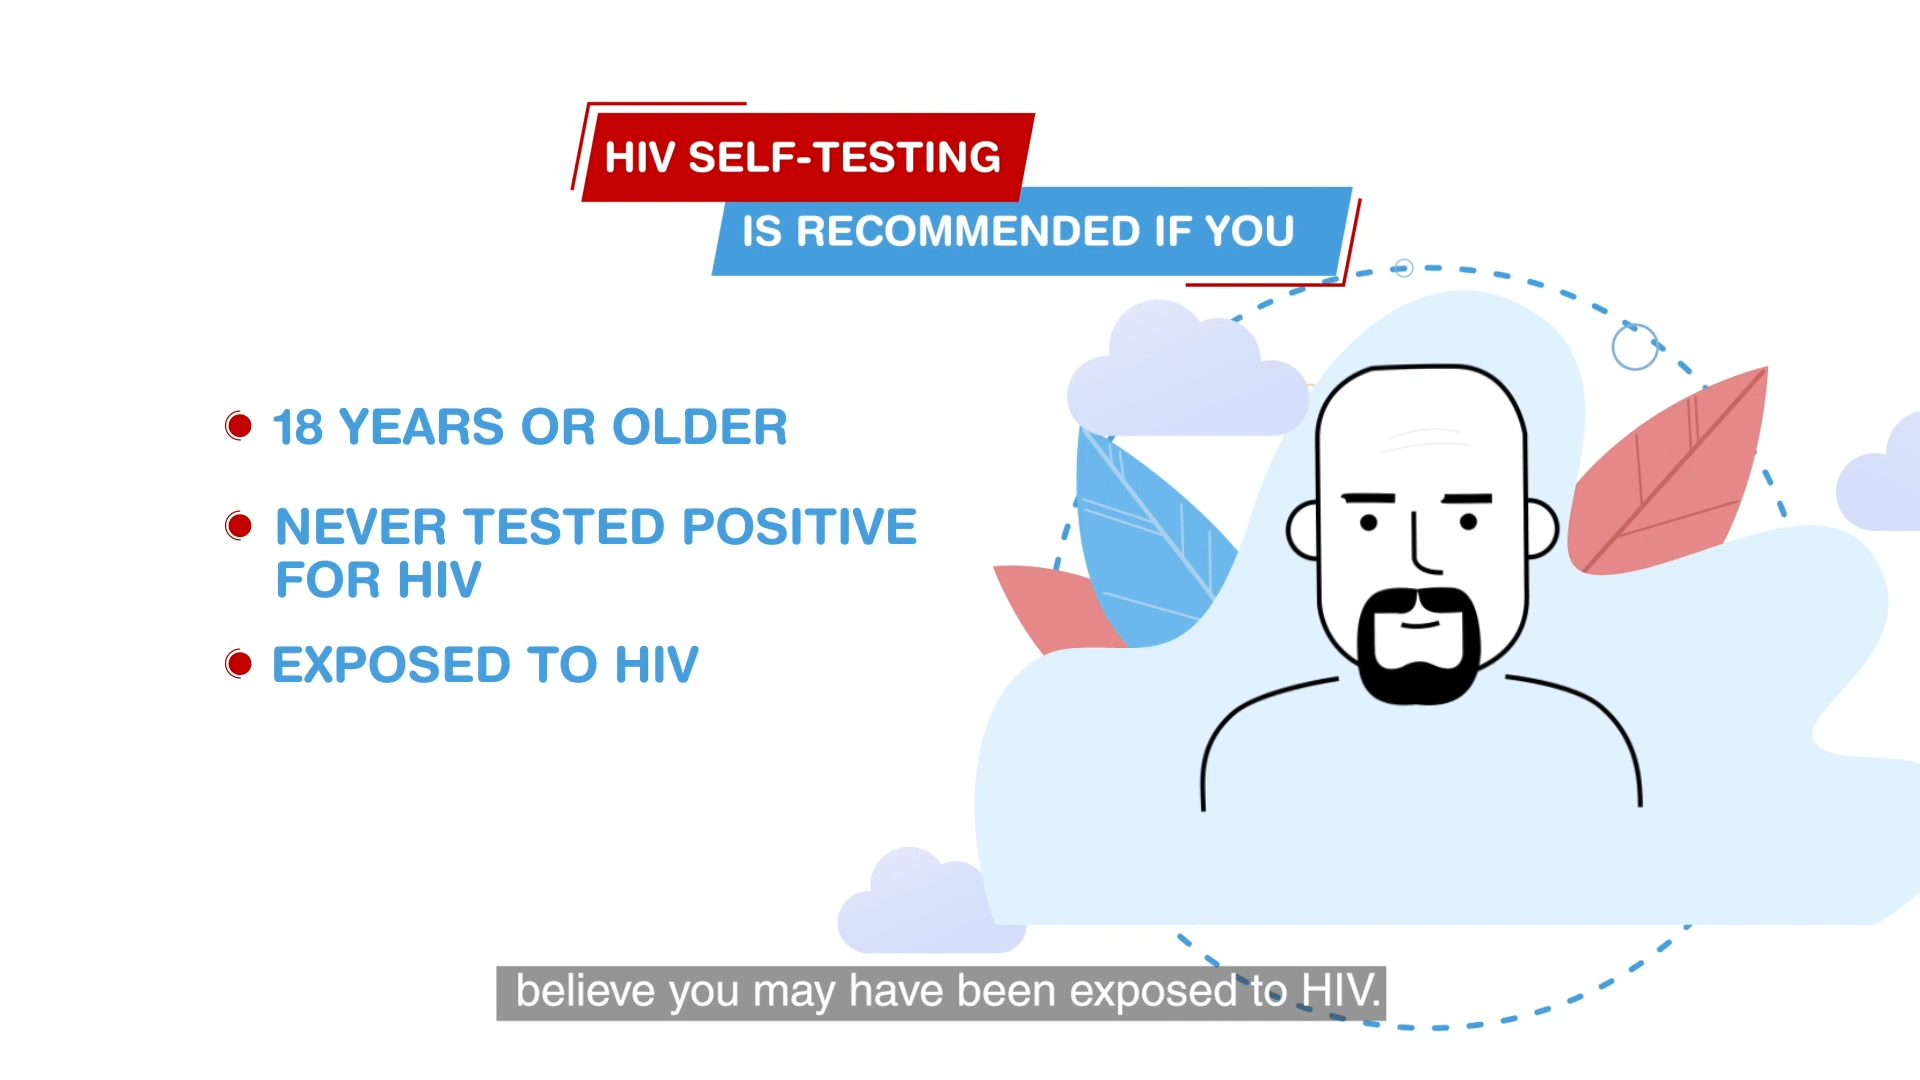 HIV SELF-TESTING
IS RECOMMENDED IF YOU
18 YEARS OR OLDER
NEVER TESTED POSITIVE
FOR HIV
EXPOSED TO HIV
believe you may have been exposed to HIV.